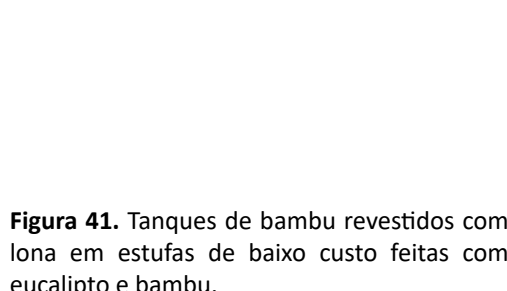 Figura 41. Tanques de bambu revestidos com
lona em estufas de baixo custo feitas com
eucalipto e bambu.